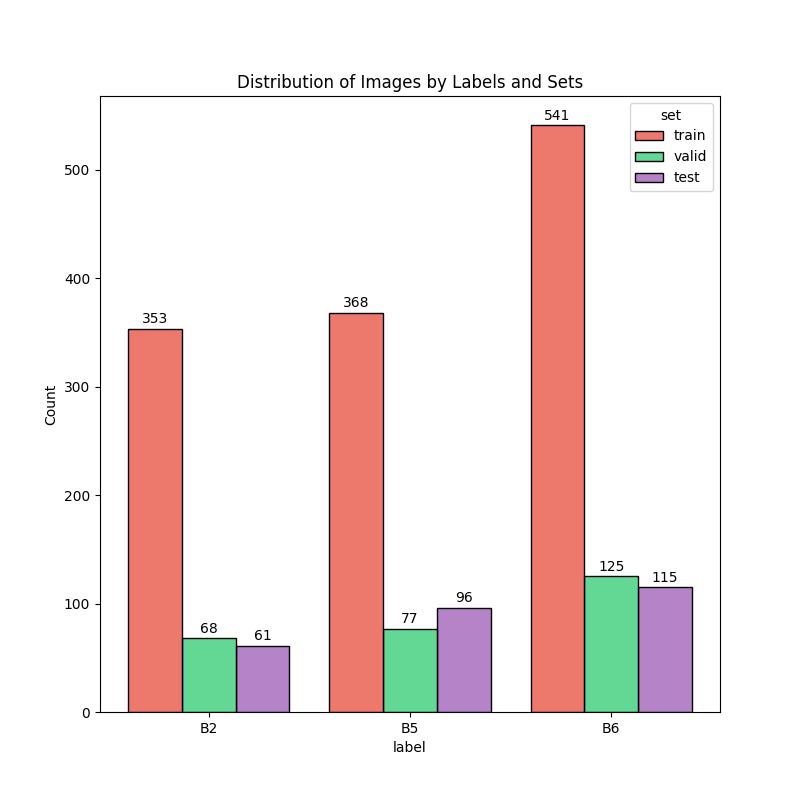 Distribution of Images by Labels and Sets
541
set
train
valid
test
500
400
368
353
300
Count
200
125
115
100
96
77
68
61
0
B2
B5
B6
label